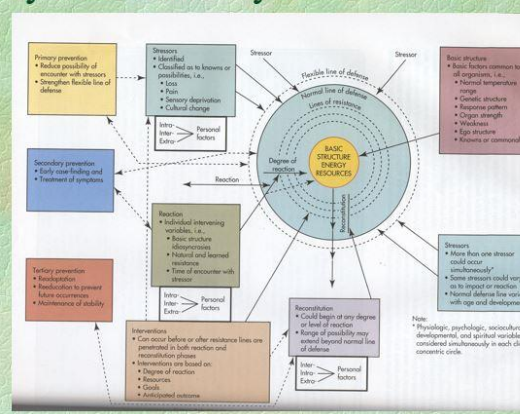 Primary prevention
• Reduce possibility of
encounter with stressors
• Strengthen flexible line of
defense
Stressors
• Identified
• Classified as to knowns or
possibilities, i.e.,
• Loss
• Pain
• Sensory deprivation
• Cultural change
Intra-
Inter-
Extra-
Personal
factors
Stressor
Stressor
Flexible line of defense
Normal line of defense
Lines of resistance
BASIC
STRUCTURE
ENERGY
RESOURCES
Degree of
reaction
Reaction
Reconstitution
Basic structure
• Basic factors common to
all organisms, i.e.,
• Normal temperature
range
• Genetic structure
• Response pattern
• Organ strength
• Weakness
• Ego structure
• Knowns or commonal
Secondary prevention
• Early case finding and
• Treatment of symptoms
Reaction
• Individual intervening
variables, i.e.,
• Basic structure
idiosyncrasies
• Natural and learned
resistance
• Time of encounter with
stressor
Intra-
Inter-
Extra-
Personal
factors
Tertiary prevention
• Readaptation
• Reeducation to prevent
future occurrences
• Maintenance of stability
Stressors
• More than one stressor
could occur
simultaneously*
• Same stressors could vary
as to impact or reaction
• Normal defense line varie
with age and developme
Interventions
• Can occur before or after resistance lines are
penetrated in both reaction and
reconstitution phases
• Interventions are based on:
• Degree of reaction
• Resources
• Goals
• Anticipated outcome
Reconstitution
• Could begin at any degree
or level of reaction
• Range of possibility may
extend beyond normal line
of defense
Inter-
Intra-
Extra-
Personal
factors
Note:
* Physiologic, psychologic, sociocultura
developmental, and spiritual variable
considered simultaneously in each clie
concentric circle.